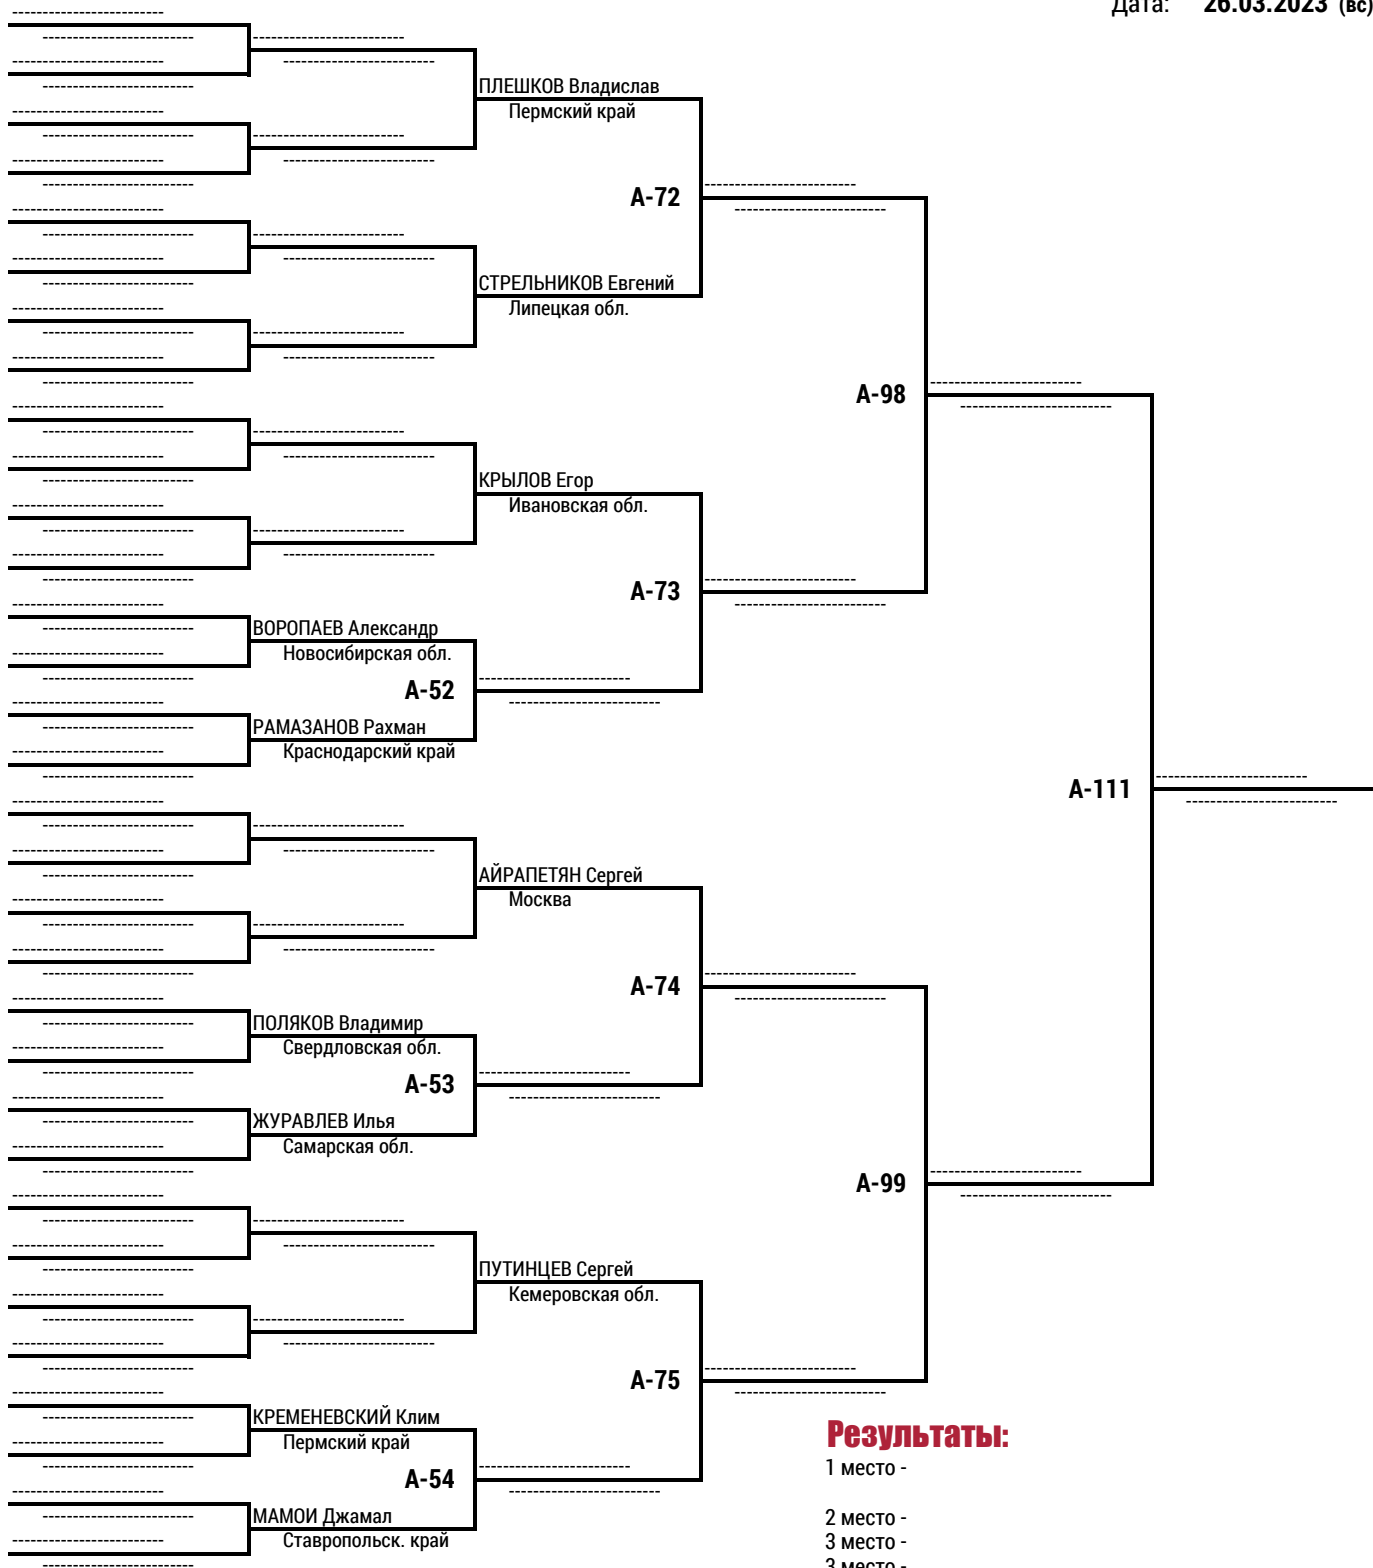 Дата: 26.03.2023 (вс)
ПЛЕШКОВ Владислав
Пермский край
A-72
СТРЕЛЬНИКОВ Евгений
Липецкая обл.
A-98
КРЫЛОВ Егор
Ивановская обл.
A-73
ВОРОПАЕВ Александр
Новосибирская обл.
A-52
РАМАЗАНОВ Рахман
Краснодарский край
A-111
АЙРАПЕТЯН Сергей
Москва
A-74
ПОЛЯКОВ Владимир
Свердловская обл.
A-53
ЖУРАВЛЕВ Илья
Самарская обл.
A-99
ПУТИНЦЕВ Сергей
Кемеровская обл.
A-75
КРЕМЕНЕВСКИЙ Клим
Пермский край
A-54
МАМОИ Джамал
Ставропольск. край
Результаты:
1 место -
2 место -
3 место -
3 место -